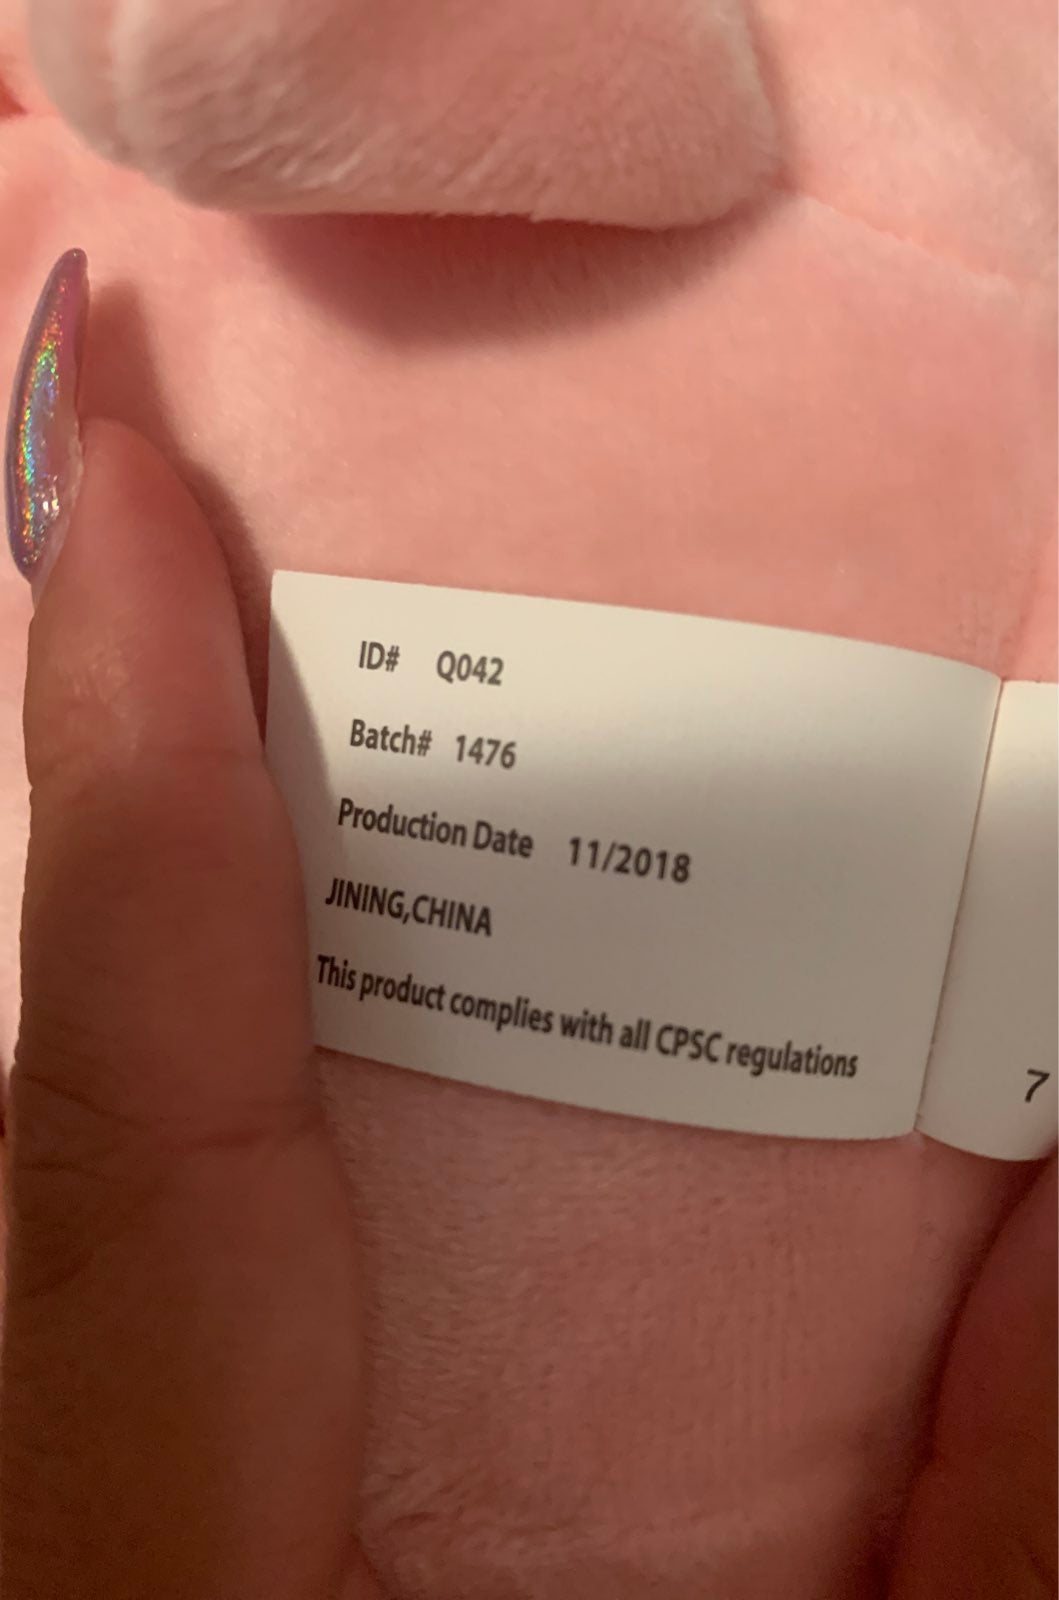 ID# Q042
Batch# 1476
Production Date 11/2018
JINING,CHINA
This product complies with all CPSC regulations
7